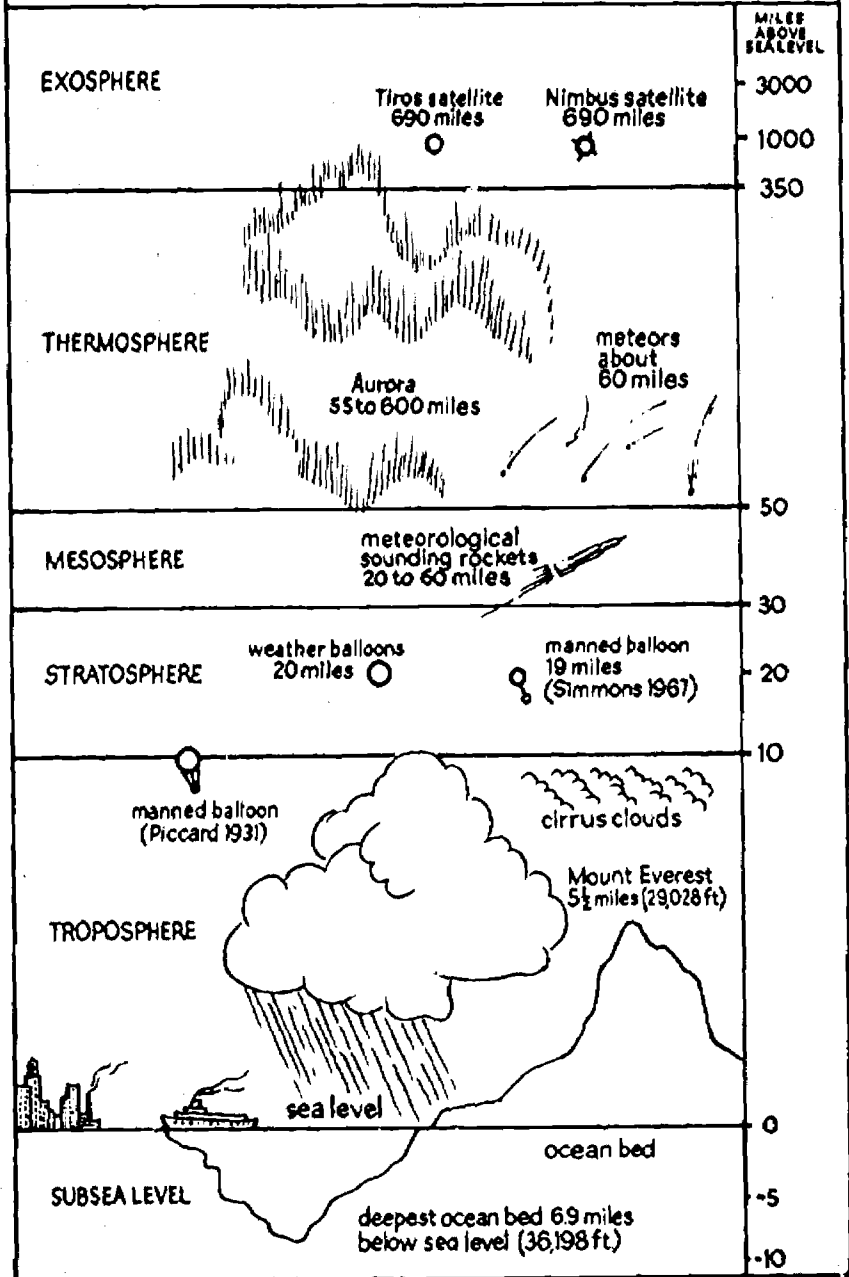 MILES
ABOVE
SEA LEVEL
EXOSPHERE
3000
Tiros satellite
690 miles
Nimbus satellite
690 miles
1000
350
THERMOSPHERE
meteors
about
60 miles
Aurora
55 to 600 miles
50
MESOSPHERE
meteorological
sounding rockets
20 to 60 miles
30
STRATOSPHERE
weather balloons
20 miles
manned balloon
19 miles
(Simmons 1967)
20
10
manned balloon
(Piccard 1931)
cirrus clouds
Mount Everest
5½ miles (29,028 ft)
TROPOSPHERE
sea level
0
ocean bed
SUBSEA LEVEL
-5
deepest ocean bed 6.9 miles
below sea level (36,198 ft.)
-10